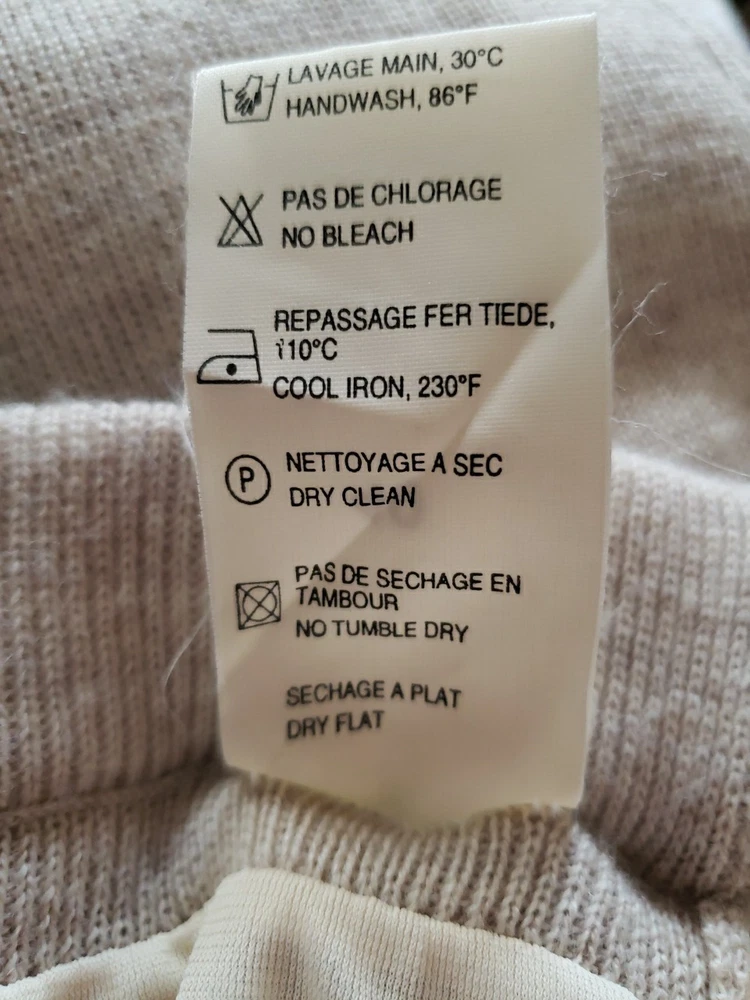 LAVAGE MAIN, 30°C
HANDWASH, 86°F
PAS DE CHLORAGE
NO BLEACH
REPASSAGE FER TIEDE,
110°C
COOL IRON, 230°F
P
NETTOYAGE A SEC
DRY CLEAN
PAS DE SECHAGE EN
TAMBOUR
NO TUMBLE DRY
SECHAGE A PLAT
DRY FLAT